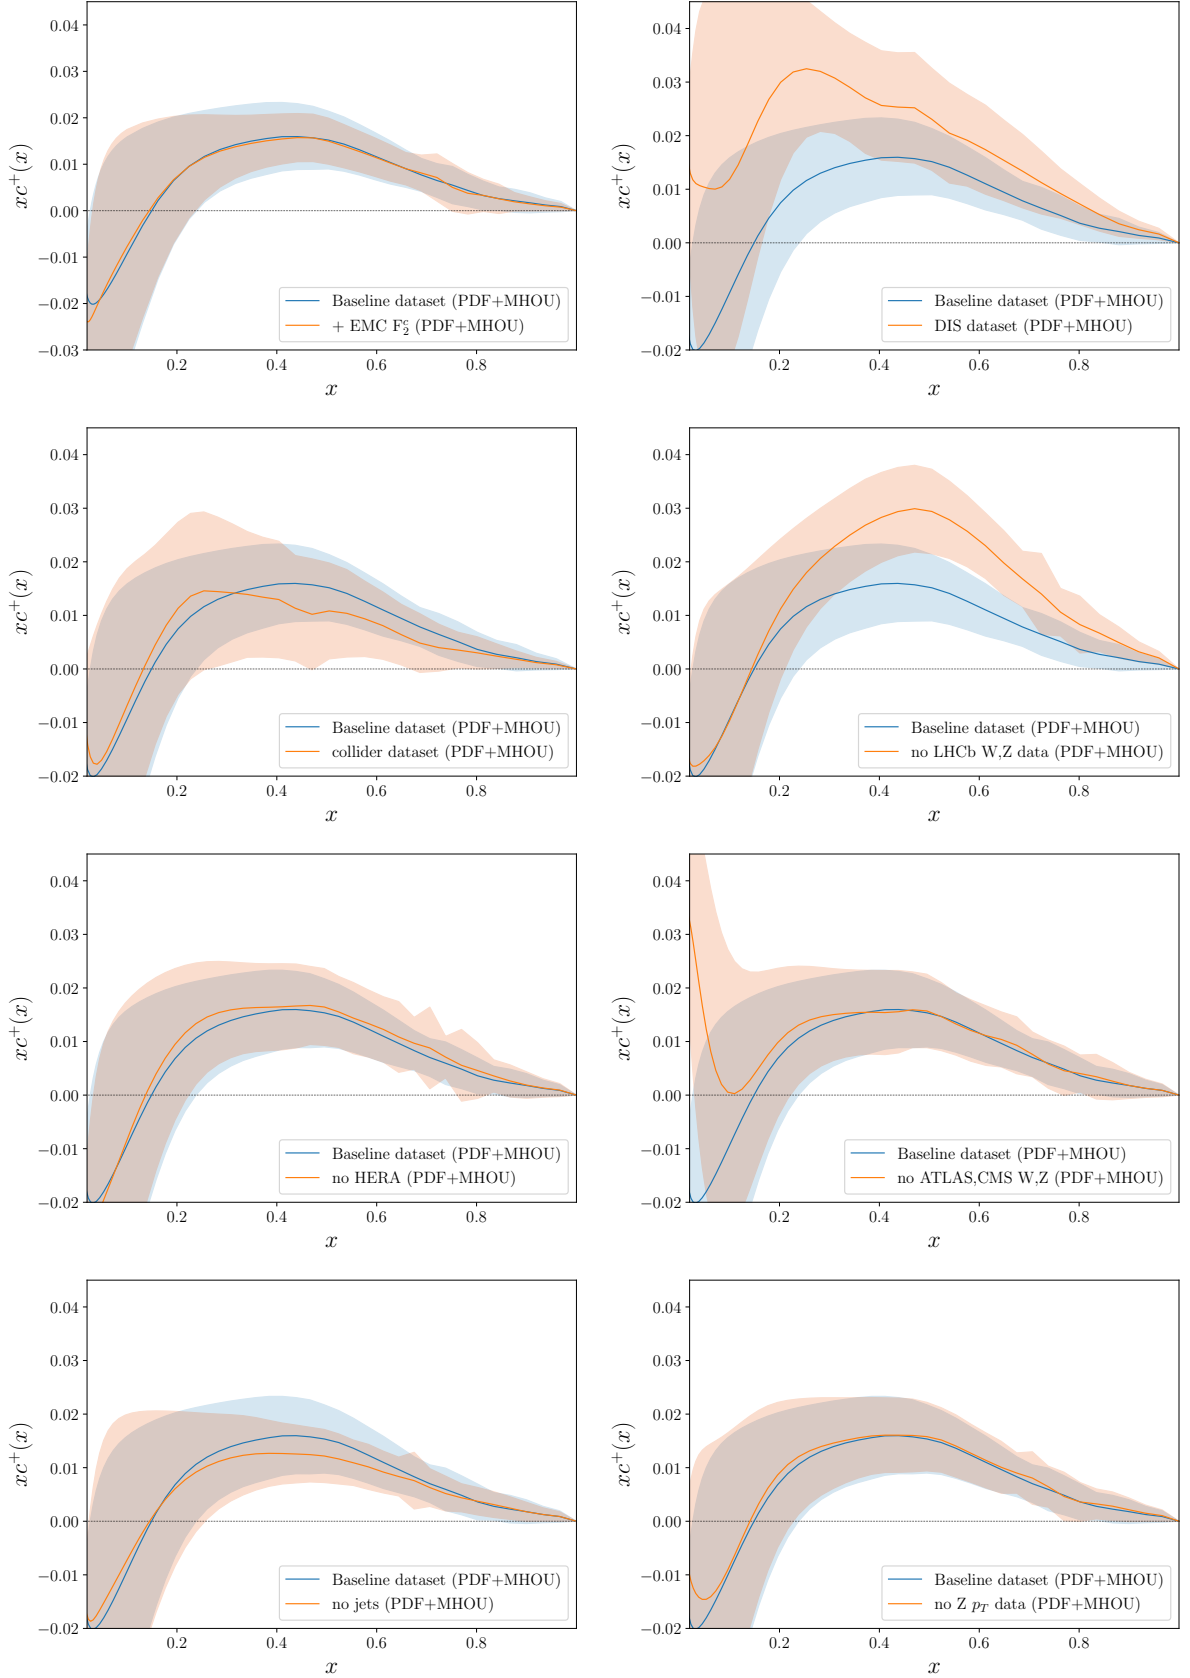 0.04
0.03
0.02
0.01
0.00
−0.01
−0.02
−0.03
xc⁺(x)
0.2 0.4 0.6 0.8
x
Baseline dataset (PDF+MHOU)
+ EMC F₂ᶜ (PDF+MHOU)
0.04
0.03
0.02
0.01
0.00
−0.01
−0.02
xc⁺(x)
0.2 0.4 0.6 0.8
x
Baseline dataset (PDF+MHOU)
DIS dataset (PDF+MHOU)
0.04
0.03
0.02
0.01
0.00
−0.01
−0.02
xc⁺(x)
0.2 0.4 0.6 0.8
x
Baseline dataset (PDF+MHOU)
collider dataset (PDF+MHOU)
0.04
0.03
0.02
0.01
0.00
−0.01
−0.02
xc⁺(x)
0.2 0.4 0.6 0.8
x
Baseline dataset (PDF+MHOU)
no LHCb W,Z data (PDF+MHOU)
0.04
0.03
0.02
0.01
0.00
−0.01
−0.02
xc⁺(x)
0.2 0.4 0.6 0.8
x
Baseline dataset (PDF+MHOU)
no HERA (PDF+MHOU)
0.04
0.03
0.02
0.01
0.00
−0.01
−0.02
xc⁺(x)
0.2 0.4 0.6 0.8
x
Baseline dataset (PDF+MHOU)
no ATLAS,CMS W,Z (PDF+MHOU)
0.04
0.03
0.02
0.01
0.00
−0.01
−0.02
xc⁺(x)
0.2 0.4 0.6 0.8
x
Baseline dataset (PDF+MHOU)
no jets (PDF+MHOU)
0.04
0.03
0.02
0.01
0.00
−0.01
−0.02
xc⁺(x)
0.2 0.4 0.6 0.8
x
Baseline dataset (PDF+MHOU)
no Z p_T data (PDF+MHOU)